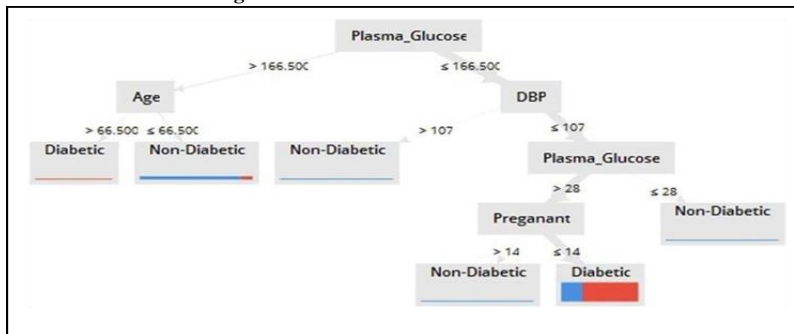 Plasma_Glucose
> 166.500 ≤ 166.500
Age DBP
> 66.500 ≤ 66.500 > 107 ≤ 107
Diabetic Non-Diabetic Non-Diabetic Plasma_Glucose
> 28 ≤ 28
Preganant Non-Diabetic
> 14 ≤ 14
Non-Diabetic Diabetic